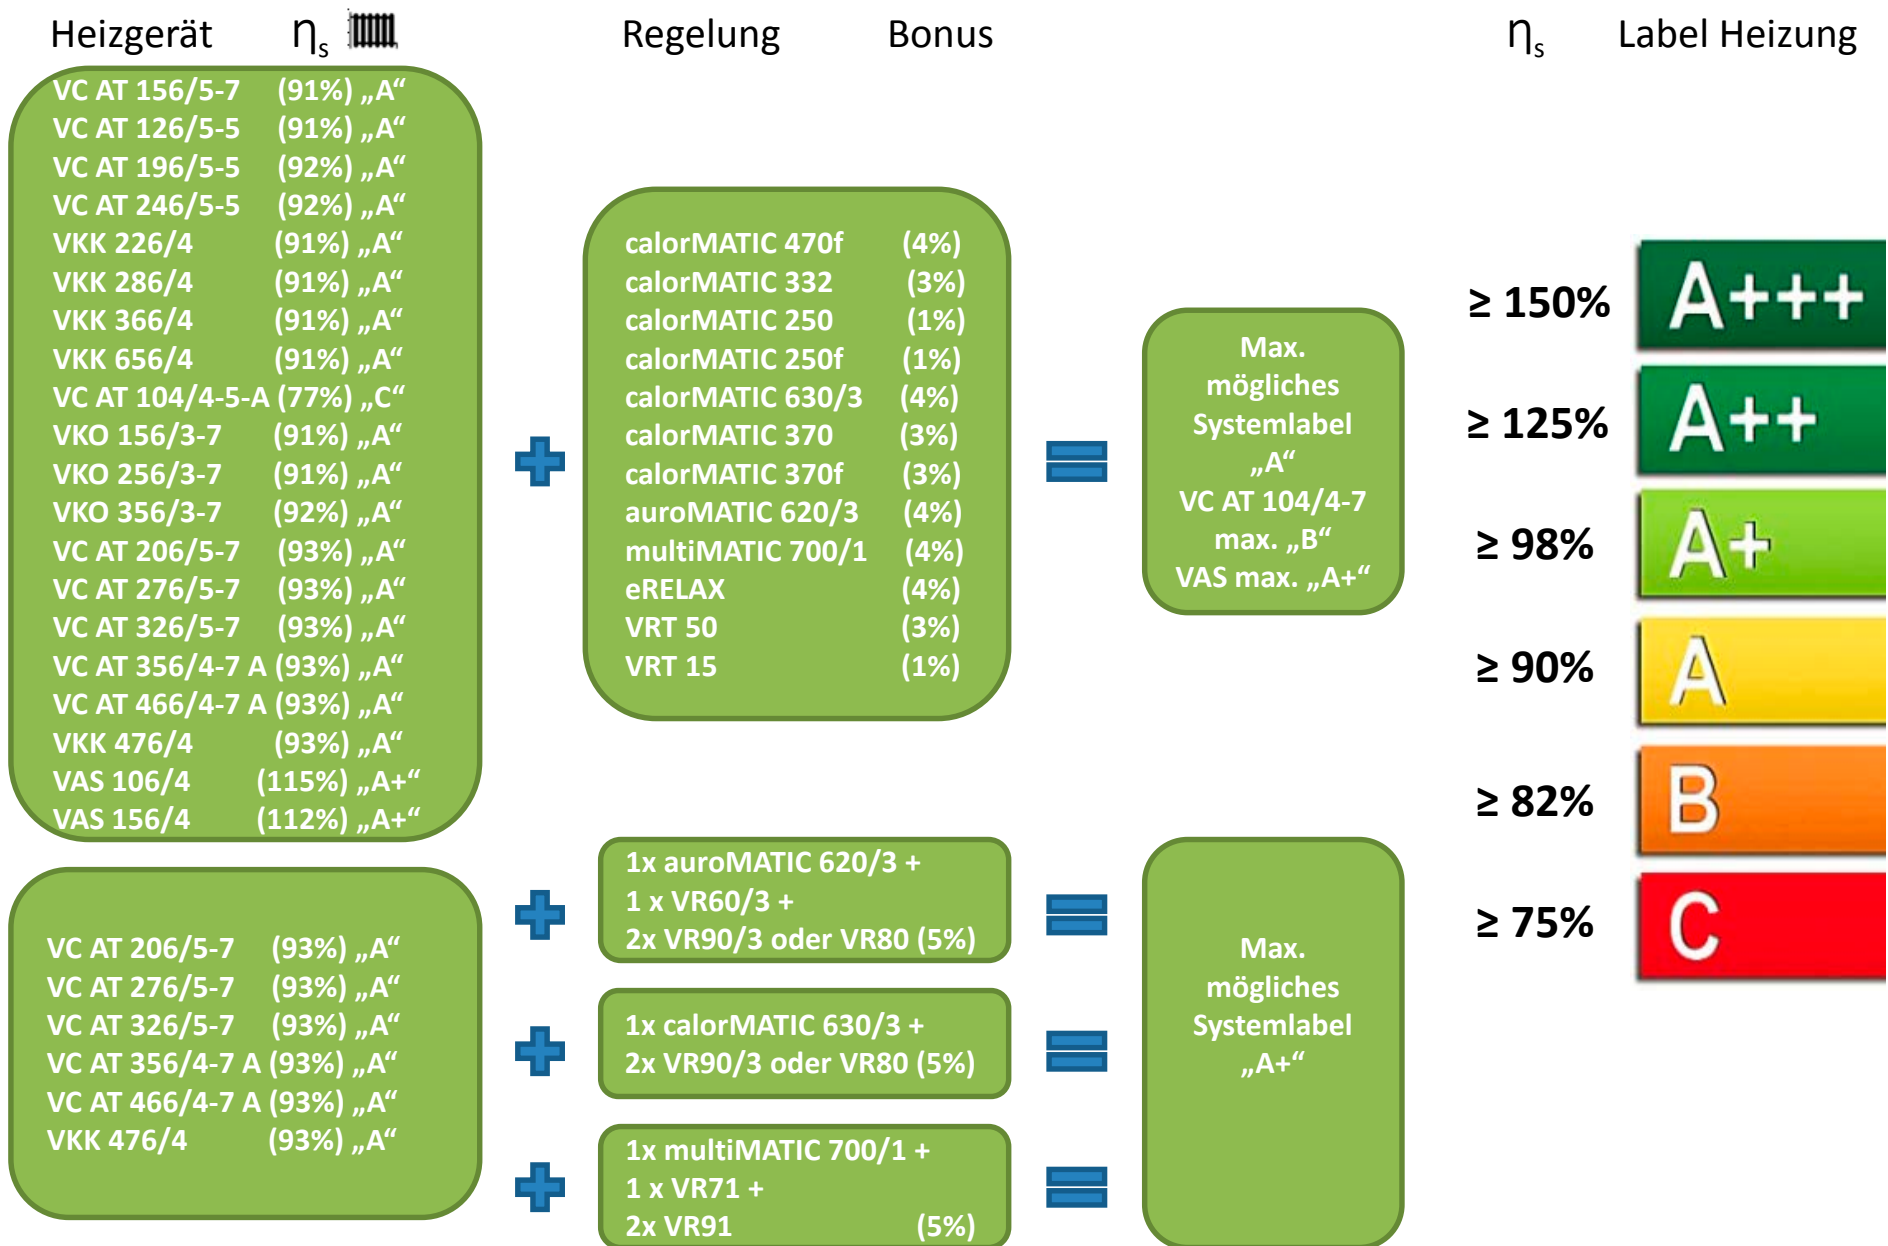 Heizgerät ηs
VC AT 156/5-7 (91%) „A“
VC AT 126/5-5 (91%) „A“
VC AT 196/5-5 (92%) „A“
VC AT 246/5-5 (92%) „A“
VKK 226/4 (91%) „A“
VKK 286/4 (91%) „A“
VKK 366/4 (91%) „A“
VKK 656/4 (91%) „A“
VC AT 104/4-5-A (77%) „C“
VKO 156/3-7 (91%) „A“
VKO 256/3-7 (91%) „A“
VKO 356/3-7 (92%) „A“
VC AT 206/5-7 (93%) „A“
VC AT 276/5-7 (93%) „A“
VC AT 326/5-7 (93%) „A“
VC AT 356/4-7 A (93%) „A“
VC AT 466/4-7 A (93%) „A“
VKK 476/4 (93%) „A“
VAS 106/4 (115%) „A+“
VAS 156/4 (112%) „A+“
Regelung Bonus
calorMATIC 470f (4%)
calorMATIC 332 (3%)
calorMATIC 250 (1%)
calorMATIC 250f (1%)
calorMATIC 630/3 (4%)
calorMATIC 370 (3%)
calorMATIC 370f (3%)
auroMATIC 620/3 (4%)
multiMATIC 700/1 (4%)
eRELAX (4%)
VRT 50 (3%)
VRT 15 (1%)
Max.
mögliches
Systemlabel
„A“
VC AT 104/4-7
max. „B“
VAS max. „A+“
VC AT 206/5-7 (93%) „A“
VC AT 276/5-7 (93%) „A“
VC AT 326/5-7 (93%) „A“
VC AT 356/4-7 A (93%) „A“
VC AT 466/4-7 A (93%) „A“
VKK 476/4 (93%) „A“
1x auroMATIC 620/3 +
1 x VR60/3 +
2x VR90/3 oder VR80 (5%)
1x calorMATIC 630/3 +
2x VR90/3 oder VR80 (5%)
1x multiMATIC 700/1 +
1 x VR71 +
2x VR91 (5%)
Max.
mögliches
Systemlabel
„A+“
ηs Label Heizung
≥ 150% A+++
≥ 125% A++
≥ 98% A+
≥ 90% A
≥ 82% B
≥ 75% C